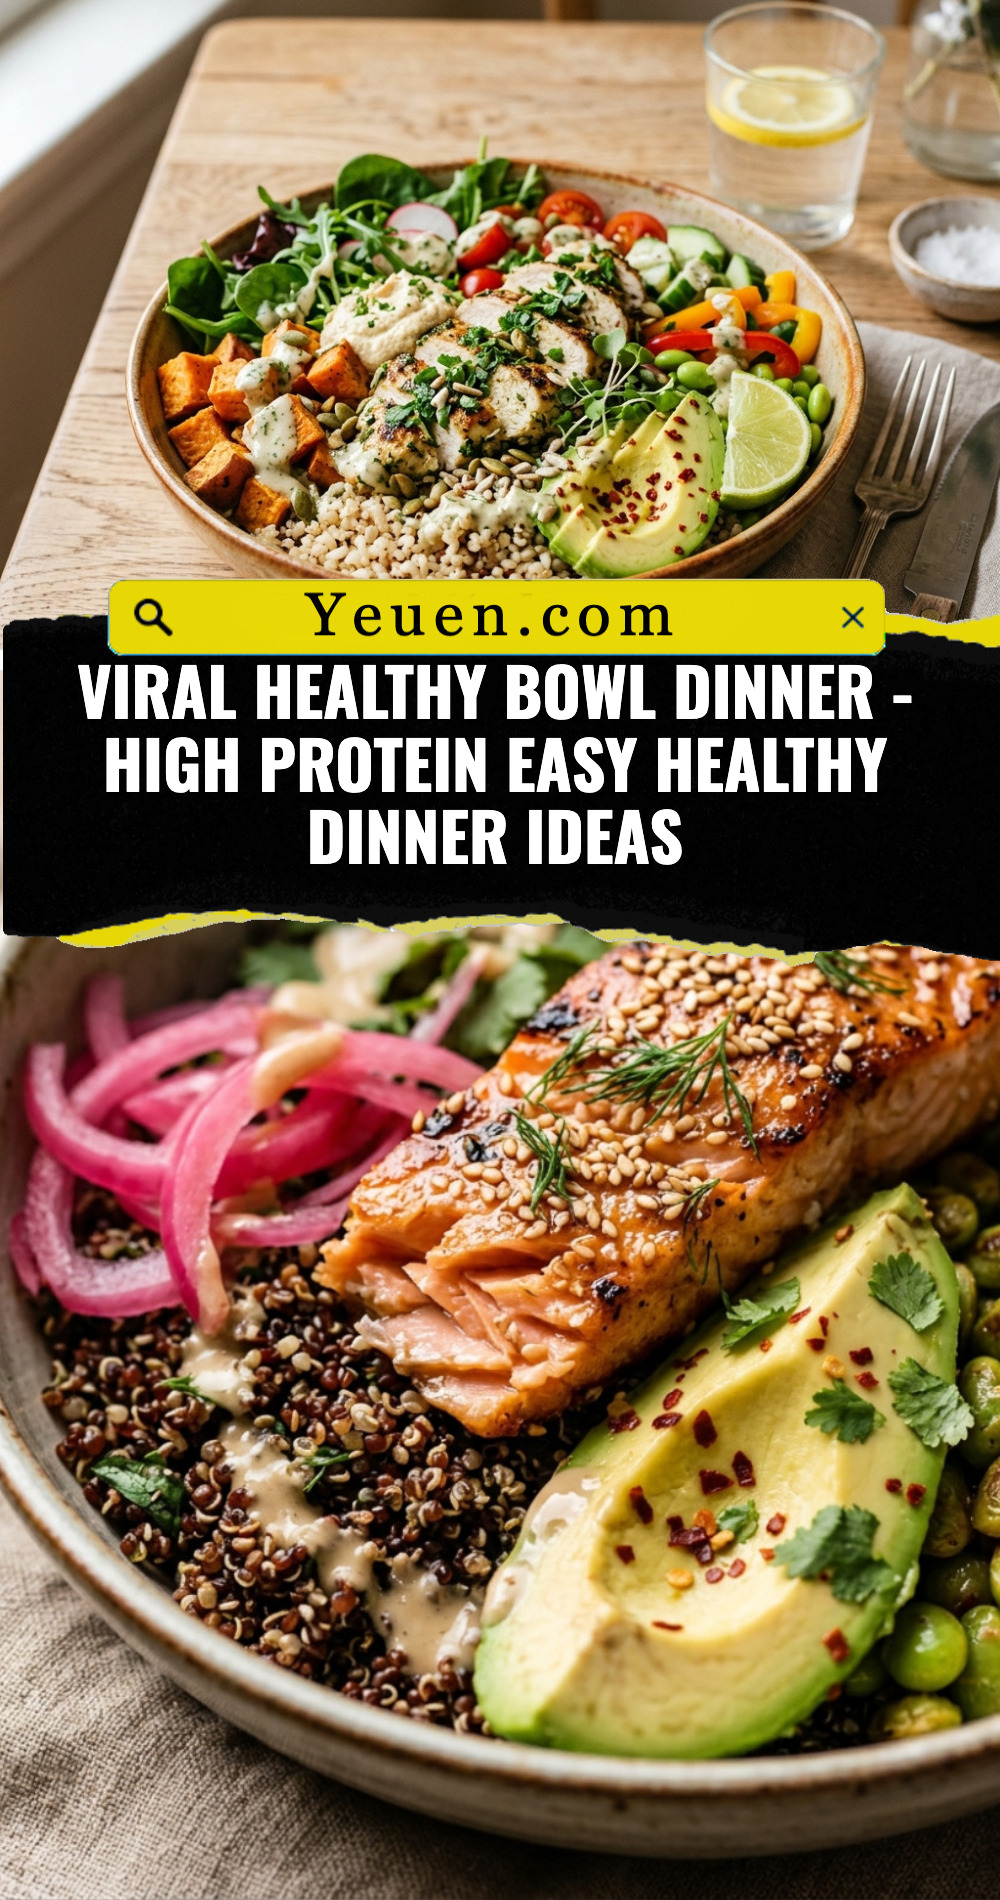 Yeuen.com
VIRAL HEALTHY BOWL DINNER -
HIGH PROTEIN EASY HEALTHY
DINNER IDEAS